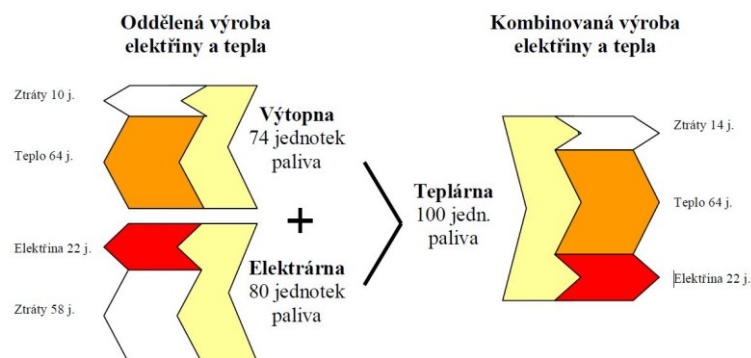 Oddělená výroba
elektřiny a tepla
Ztráty 10 j.
Teplo 64 j.
Výtopna
74 jednotek
paliva
+
Elektřina 22 j.
Ztráty 58 j.
Elektrárna
80 jednotek
paliva
Kombinovaná výroba
elektřiny a tepla
Teplárna
100 jedn.
paliva
Ztráty 14 j.
Teplo 64 j.
Elektřina 22 j.